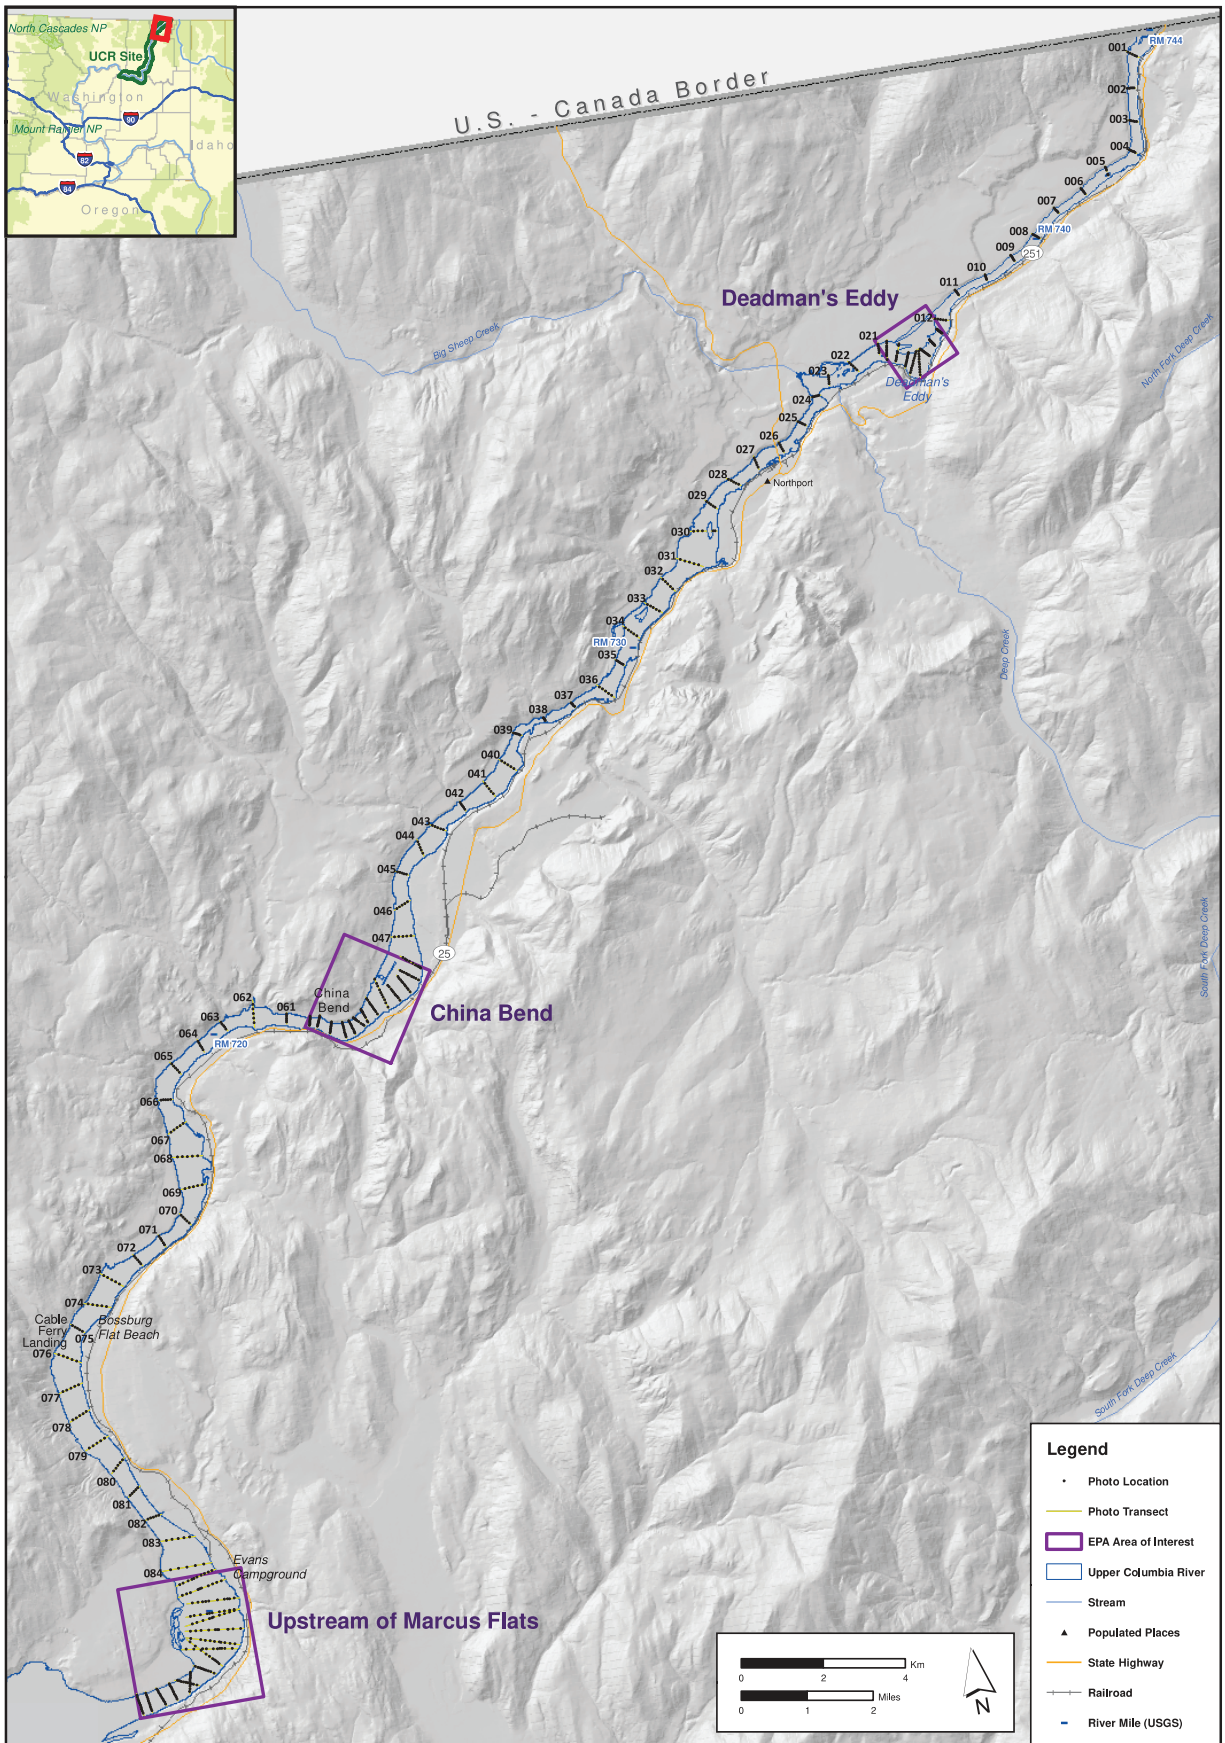 North Cascades NP
UCR Site
Washington
Mount Rainier NP
Idaho
Oregon
90
82
84
U.S. - Canada Border
RM 744
001
002
003
004
005
006
007
008
RM 740
009
251
010
011
Deadman's Eddy
012
021
022
023
Deadman's
Eddy
North Fork Deep Creek
Big Sheep Creek
024
025
026
027
028
Northport
029
030
031
032
033
034
RM 730
035
036
037
038
039
Deep Creek
040
041
042
043
044
045
046
047
25
South Fork Deep Creek
China
Bend
China Bend
061
062
063
064
RM 720
065
066
067
068
069
070
071
072
073
074
Cable
Ferry
Landing
Bossburg
Flat Beach
075
076
077
078
079
080
081
082
083
084
Evans
Campground
Upstream of Marcus Flats
South Fork Deep Creek
Legend
Photo Location
Photo Transect
EPA Area of Interest
Upper Columbia River
Stream
Populated Places
State Highway
Railroad
River Mile (USGS)
Km
0 2 4
Miles
0 1 2
N